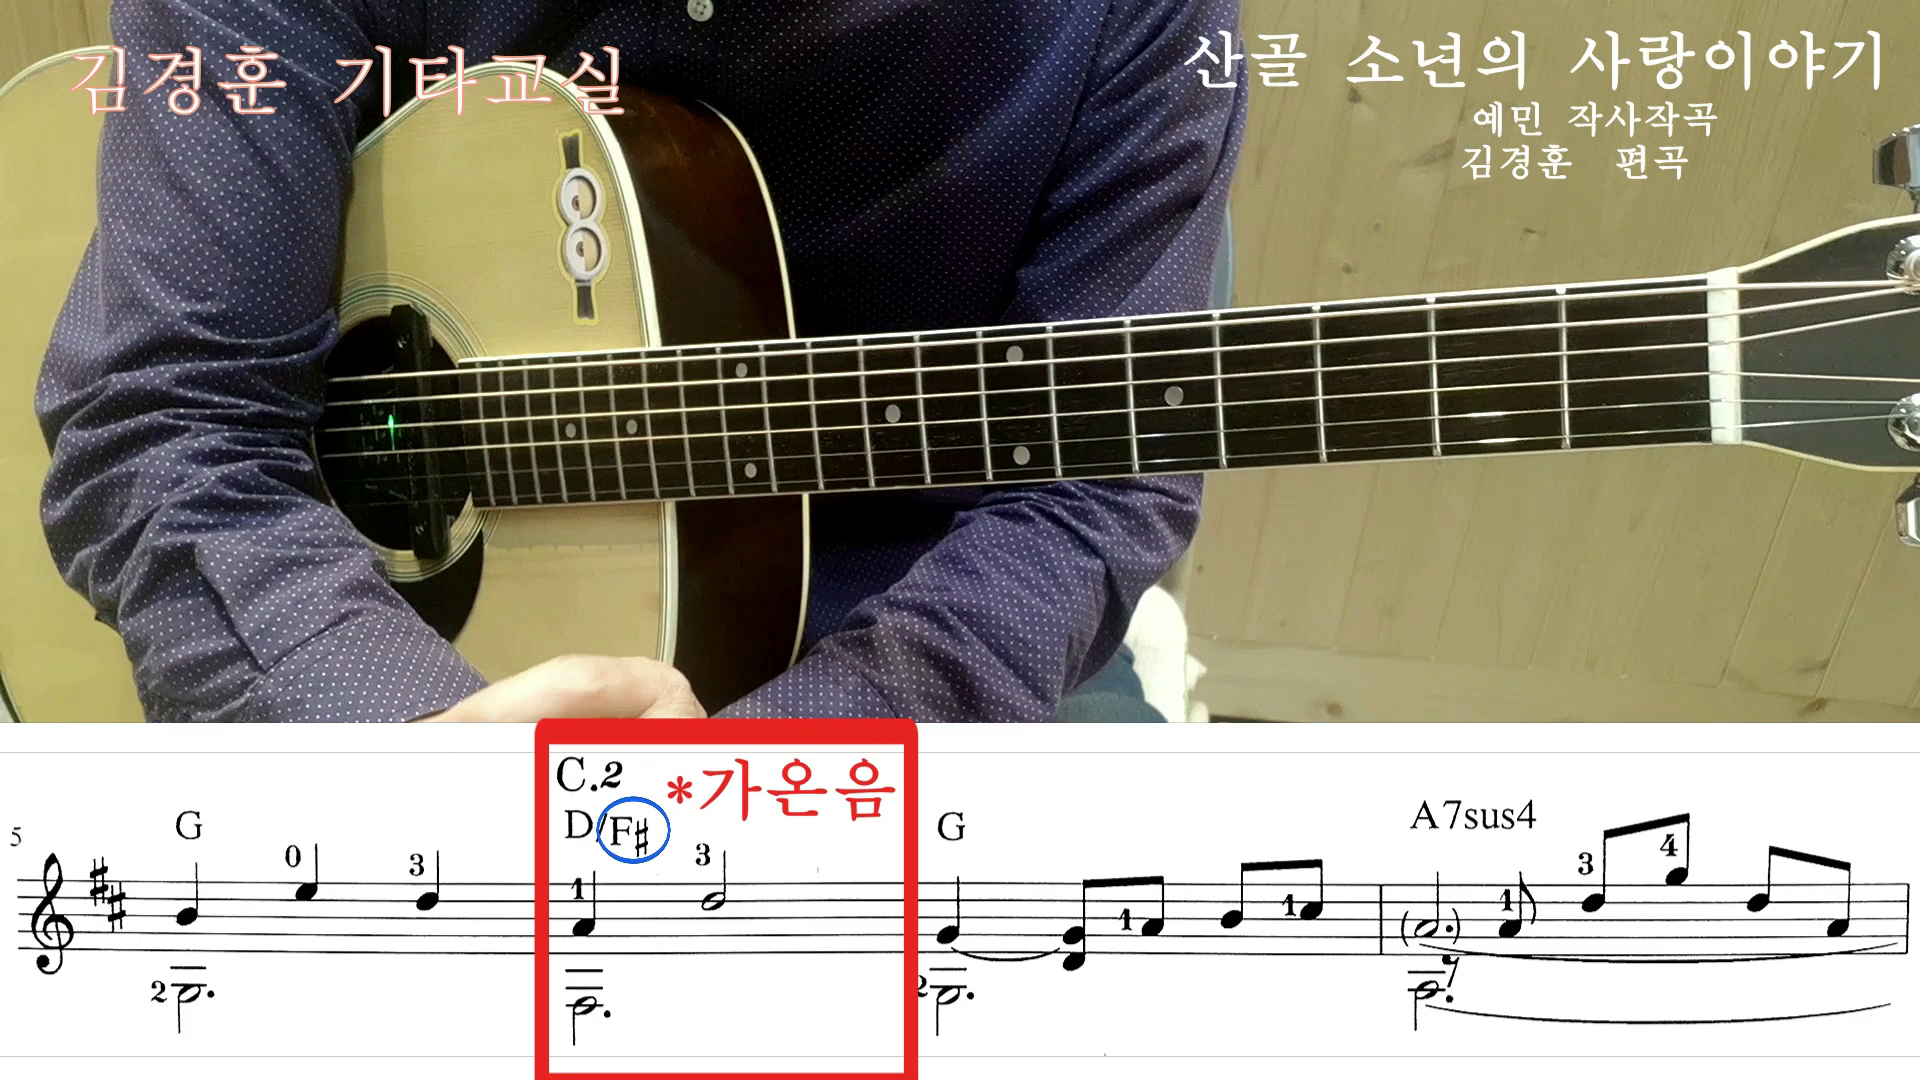 김경훈 기타교실
산골 소년의 사랑이야기
예민 작사작곡
김경훈 편곡
C.2
*가온음
G D/F♯ G A7sus4
5
0 3 1 3 1 1 1 3 4
2 2